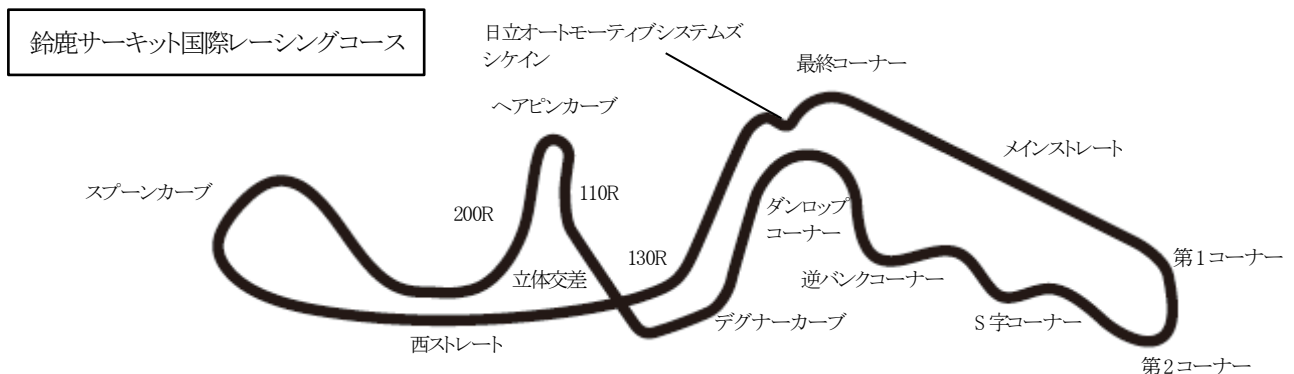 鈴鹿サーキット国際レーシングコース
日立オートモーティブシステムズ
シケイン
最終コーナー
ヘアピンカーブ
メインストレート
スプーンカーブ
110R
200R
ダンロップ
コーナー
130R
立体交差
逆バンクコーナー
第1コーナー
デグナーカーブ
S字コーナー
西ストレート
第2コーナー